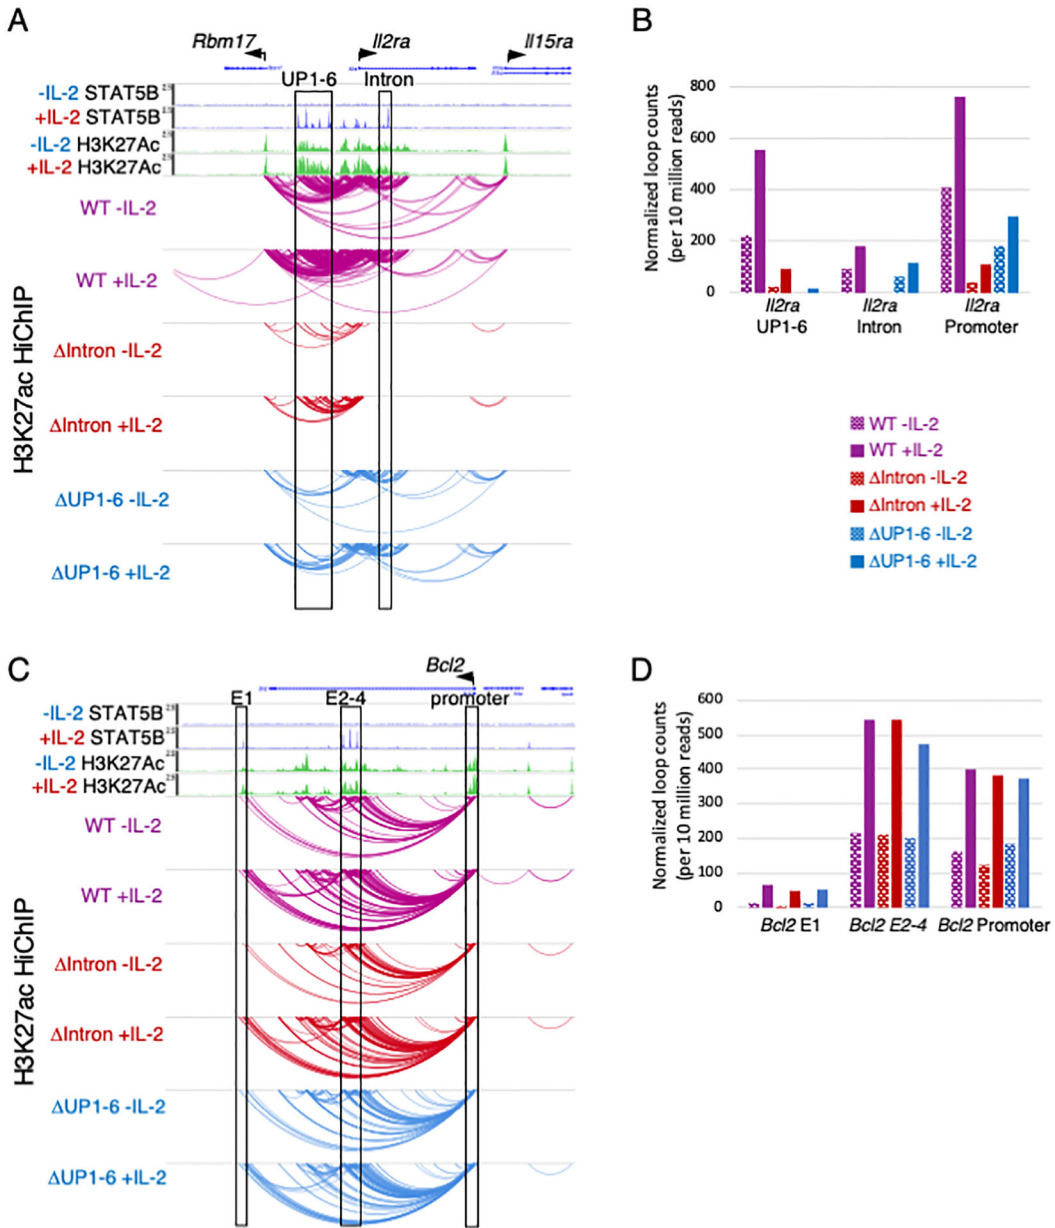 A
Rbm17
Il2ra
Il15ra
UP1-6
Intron
-IL-2 STAT5B
+IL-2 STAT5B
-IL-2 H3K27Ac
+IL-2 H3K27Ac
H3K27ac HiChIP
WT -IL-2
WT +IL-2
ΔIntron -IL-2
ΔIntron +IL-2
ΔUP1-6 -IL-2
ΔUP1-6 +IL-2
B
Normalized loop counts
(per 10 million reads)
800
600
400
200
0
Il2ra
UP1-6
Il2ra
Intron
Il2ra
Promoter
WT -IL-2
WT +IL-2
ΔIntron -IL-2
ΔIntron +IL-2
ΔUP1-6 -IL-2
ΔUP1-6 +IL-2
C
Bcl2
E1
E2-4
promoter
-IL-2 STAT5B
+IL-2 STAT5B
-IL-2 H3K27Ac
+IL-2 H3K27Ac
H3K27ac HiChIP
WT -IL-2
WT +IL-2
ΔIntron -IL-2
ΔIntron +IL-2
ΔUP1-6 -IL-2
ΔUP1-6 +IL-2
D
Normalized loop counts
(per 10 million reads)
600
500
400
300
200
100
0
Bcl2 E1
Bcl2 E2-4
Bcl2 Promoter